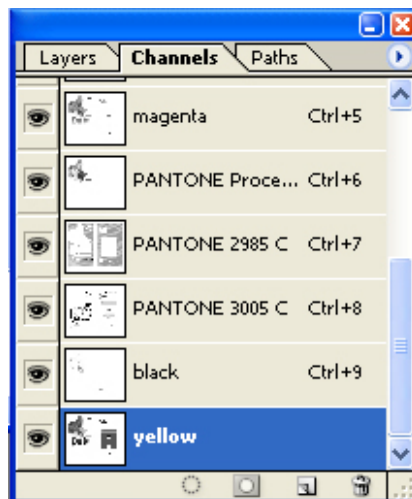 Layers Channels Paths
magenta Ctrl+5
PANTONE Proce... Ctrl+6
PANTONE 2985 C Ctrl+7
PANTONE 3005 C Ctrl+8
black Ctrl+9
yellow